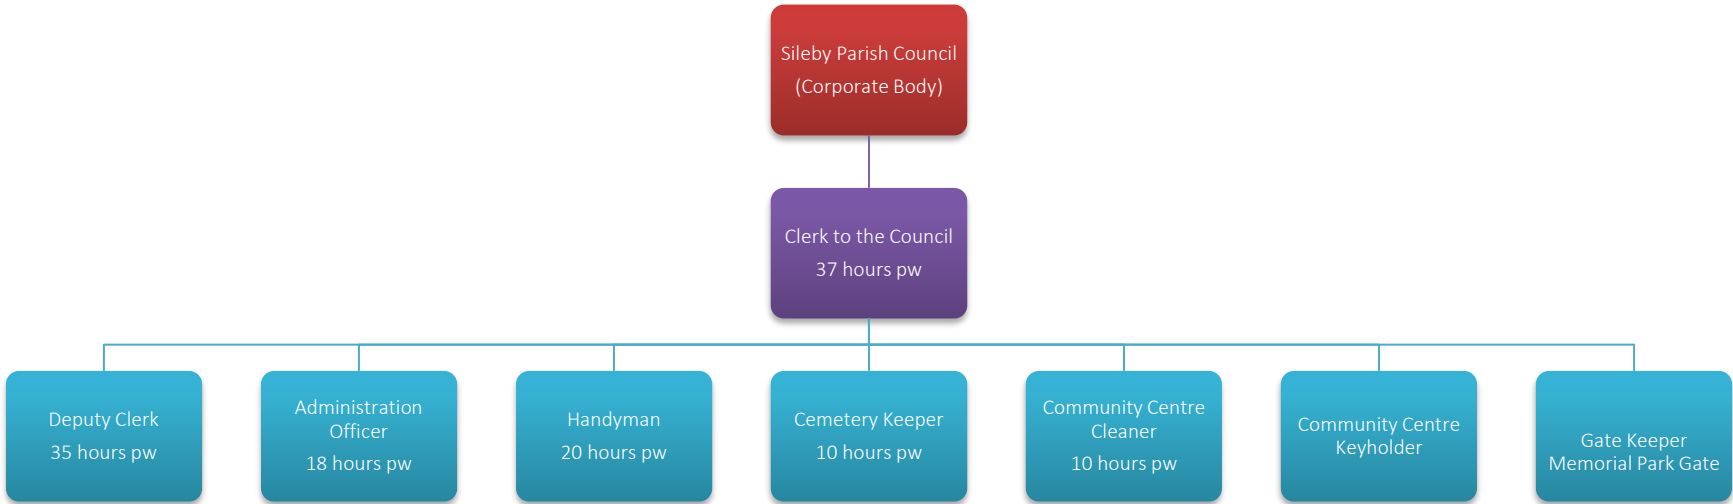 Sileby Parish Council
(Corporate Body)
Clerk to the Council
37 hours pw
Deputy Clerk
35 hours pw
Administration
Officer
18 hours pw
Handyman
20 hours pw
Cemetery Keeper
10 hours pw
Community Centre
Cleaner
10 hours pw
Community Centre
Keyholder
Gate Keeper
Memorial Park Gate